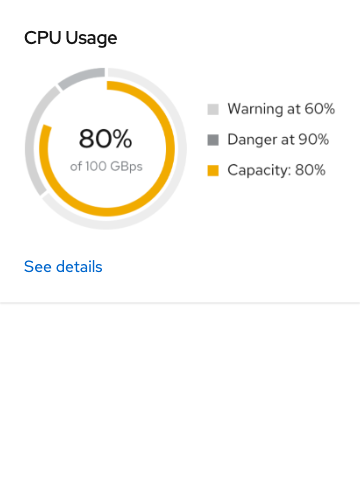 CPU Usage
80%
of 100 GBps
Warning at 60%
Danger at 90%
Capacity: 80%
See details